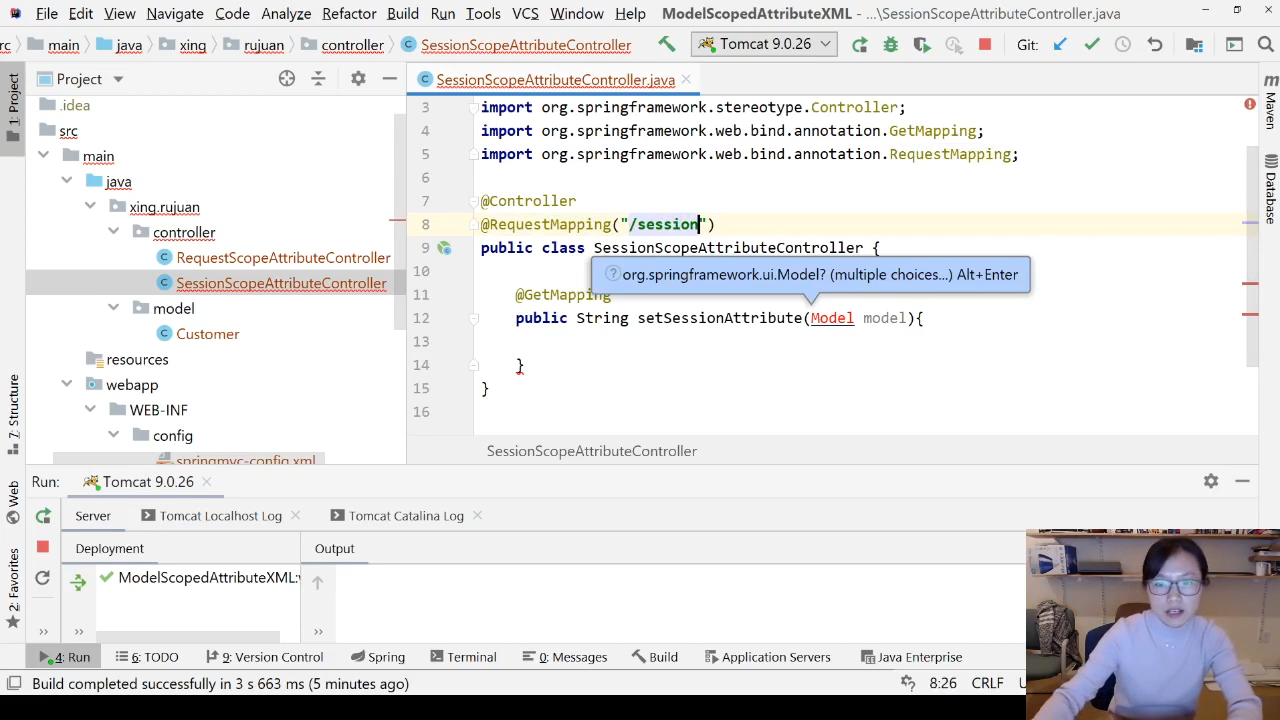 File Edit View Navigate Code Analyze Refactor Build Run Tools VCS Window Help ModelScopedAttributeXML - ...\SessionScopeAttributeController.java
rc main java xing rujuan controller SessionScopeAttributeController Tomcat 9.0.26 Git:
Project
SessionScopeAttributeController.java
1: Project
7: Structure
Web
2: Favorites
.idea
src
main
java
xing.rujuan
controller
RequestScopeAttributeController
SessionScopeAttributeController
model
Customer
resources
webapp
WEB-INF
config
springmvc-config.xml
3 import org.springframework.stereotype.Controller;
4 import org.springframework.web.bind.annotation.GetMapping;
5 import org.springframework.web.bind.annotation.RequestMapping;
6
7 @Controller
8 @RequestMapping("/session")
9 public class SessionScopeAttributeController {
10
org.springframework.ui.Model? (multiple choices...) Alt+Enter
11 @GetMapping
12 public String setSessionAttribute(Model model){
13
14 }
15 }
16
SessionScopeAttributeController
Maven
Database
Run: Tomcat 9.0.26
Server Tomcat Localhost Log Tomcat Catalina Log
Deployment Output
ModelScopedAttributeXML:
4: Run 6: TODO 9: Version Control Spring Terminal 0: Messages Build Application Servers Java Enterprise
Build completed successfully in 3 s 663 ms (5 minutes ago) 8:26 CRLF